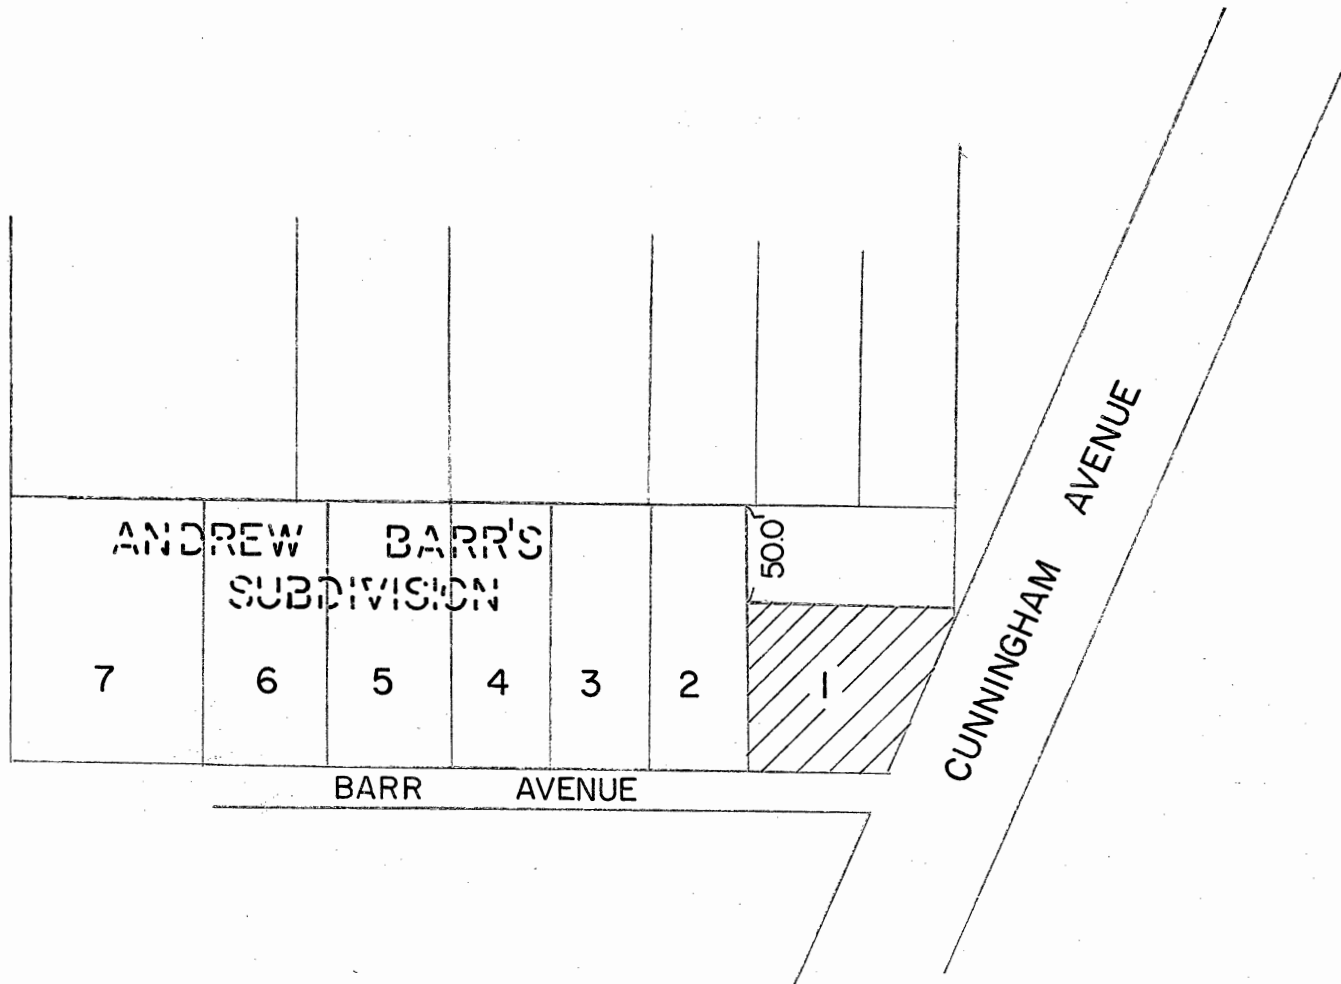 ANDREW BARR'S
SUBDIVISION
50.0'
7 6 5 4 3 2 1
BARR AVENUE
CUNNINGHAM AVENUE